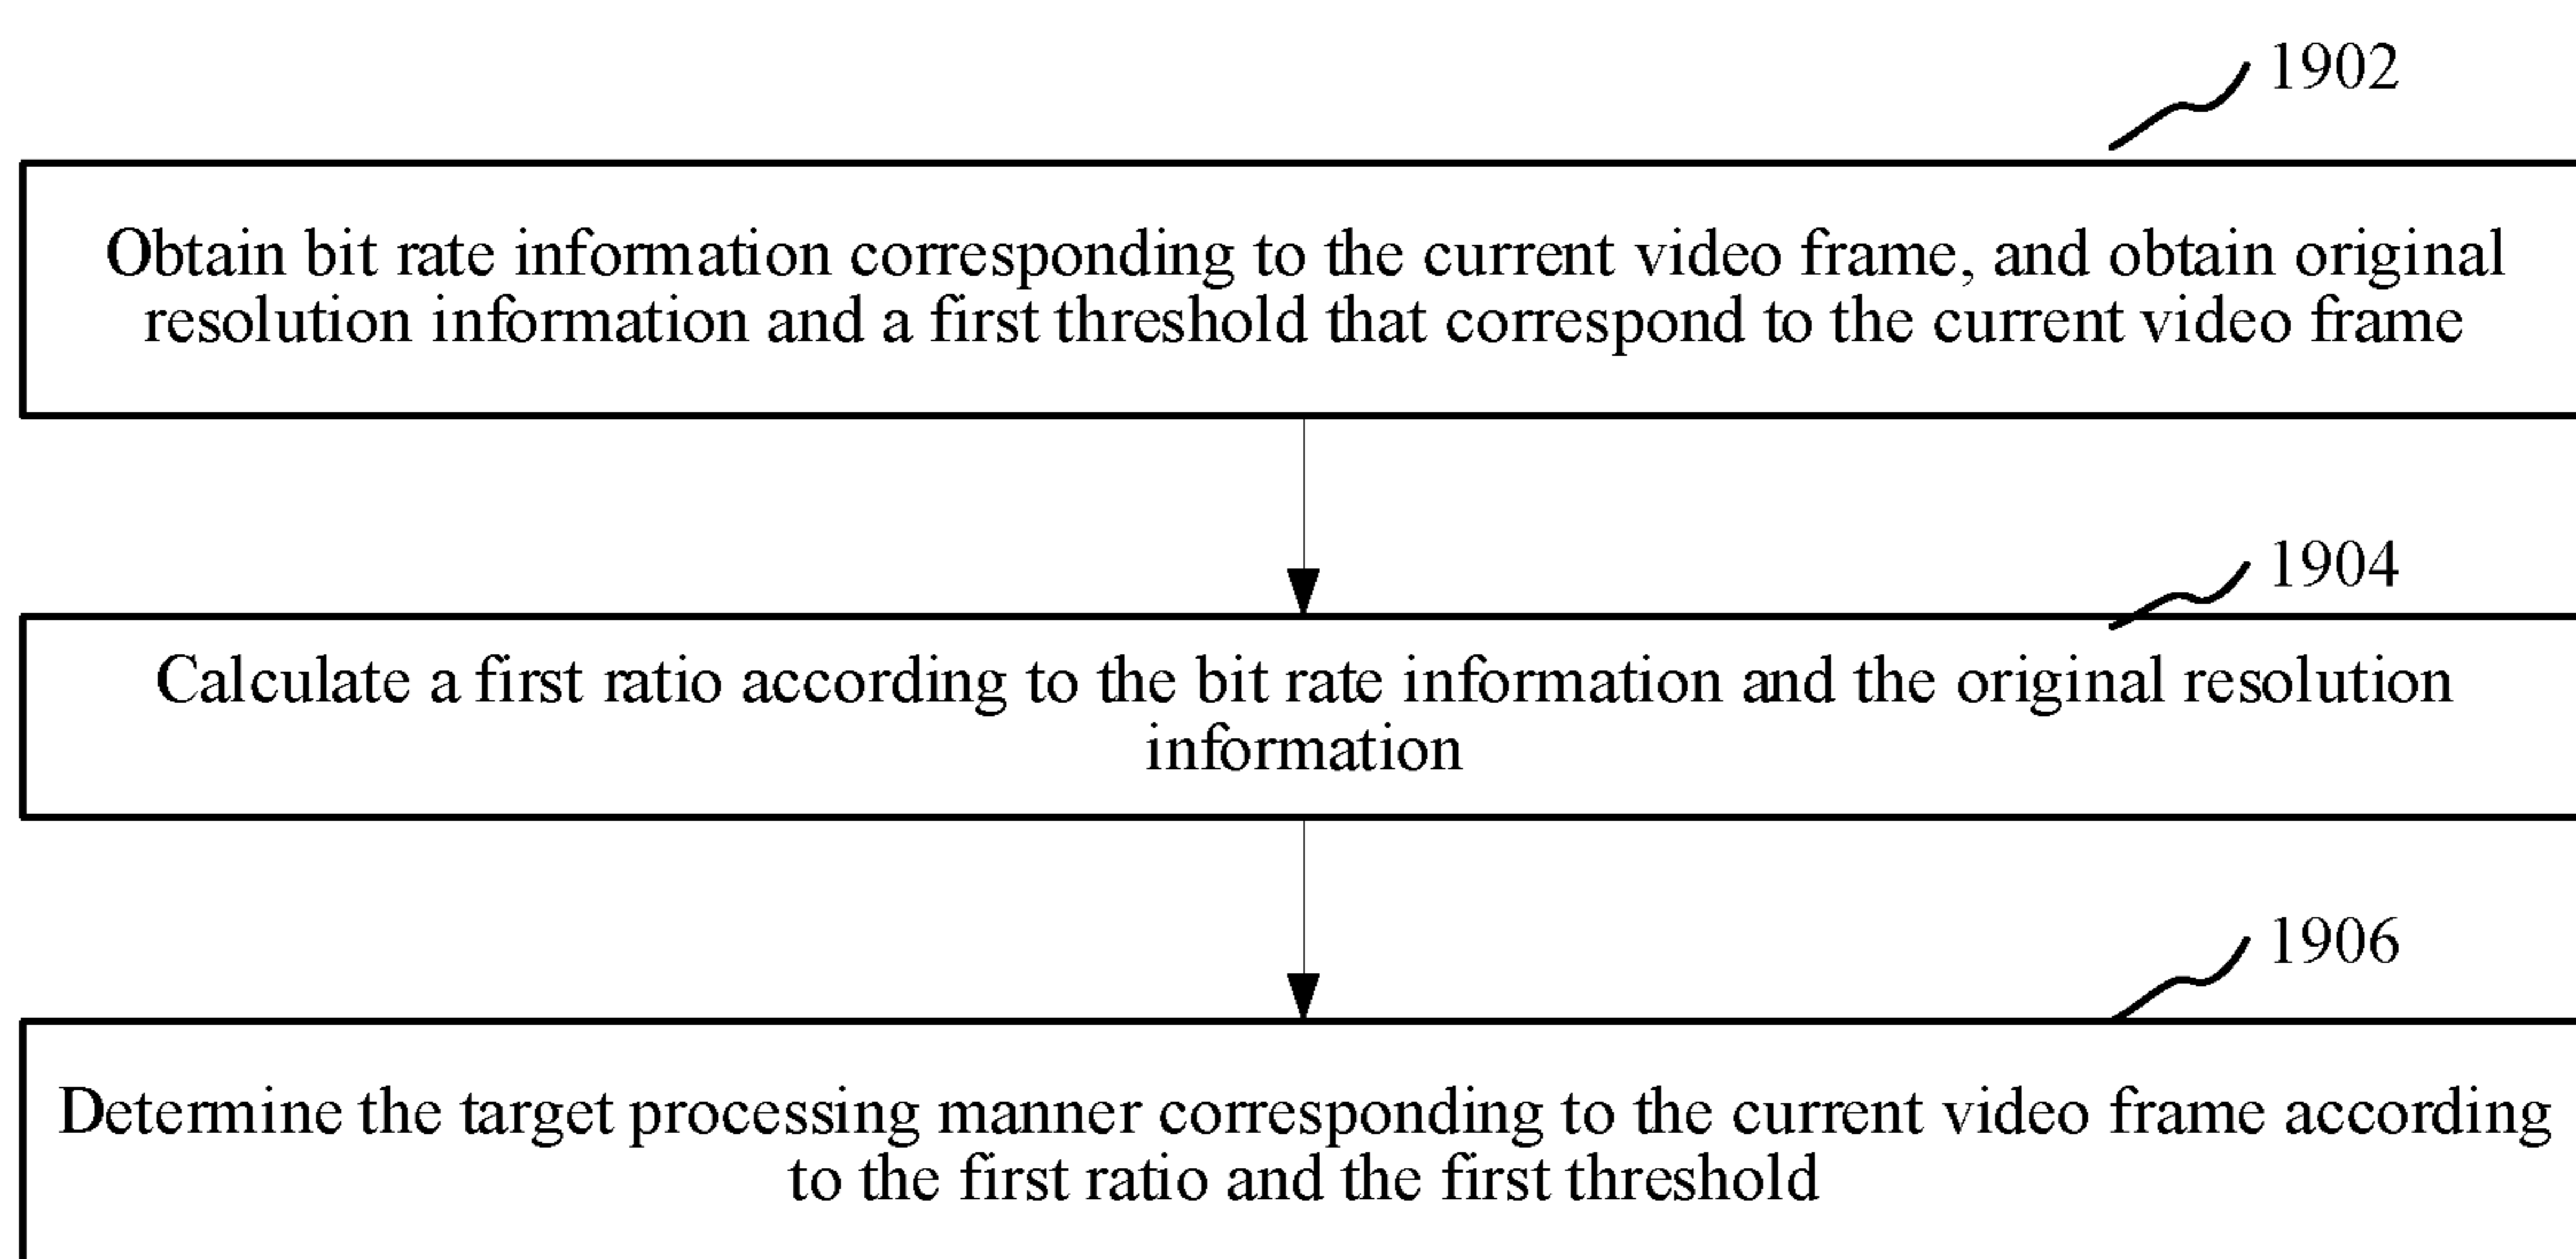 1902
Obtain bit rate information corresponding to the current video frame, and obtain original
resolution information and a first threshold that correspond to the current video frame
1904
Calculate a first ratio according to the bit rate information and the original resolution
information
1906
Determine the target processing manner corresponding to the current video frame according
to the first ratio and the first threshold